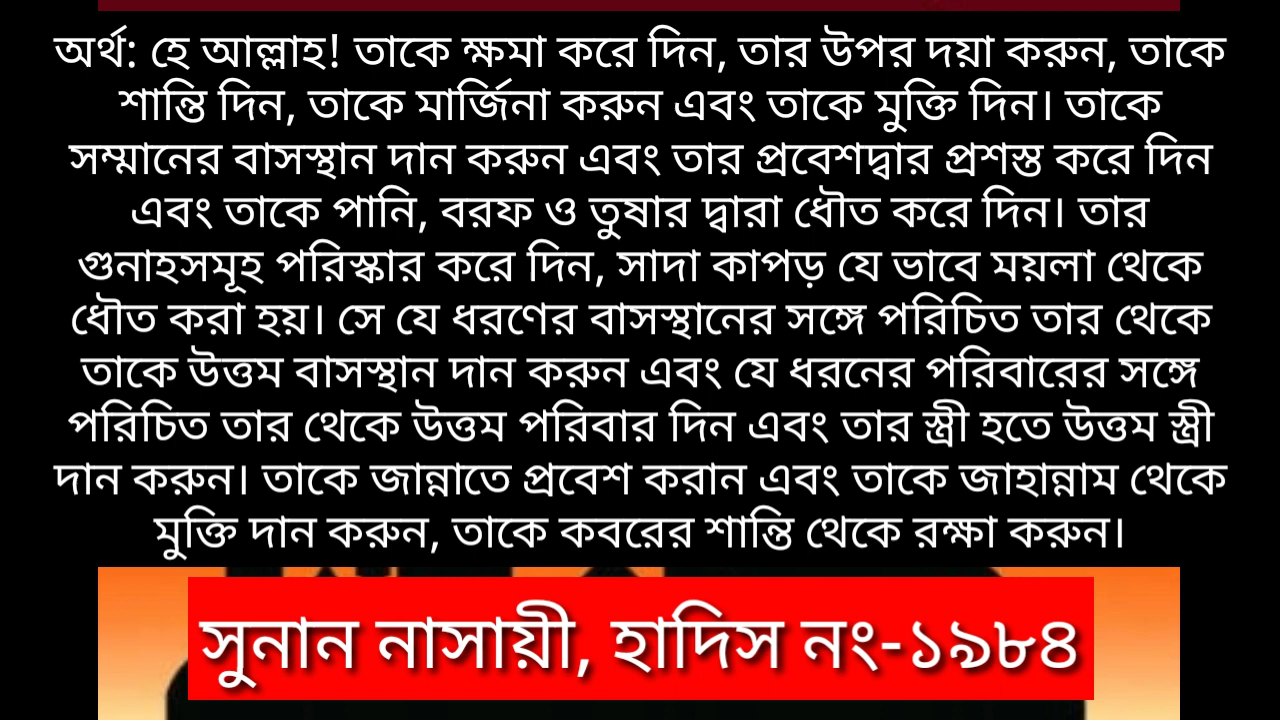 অর্থ: হে আল্লাহ! তাকে ক্ষমা করে দিন, তার উপর দয়া করুন, তাকে
শান্তি দিন, তাকে মার্জিনা করুন এবং তাকে মুক্তি দিন। তাকে
সম্মানের বাসস্থান দান করুন এবং তার প্রবেশদ্বার প্রশস্ত করে দিন
এবং তাকে পানি, বরফ ও তুষার দ্বারা ধৌত করে দিন। তার
গুনাহসমূহ পরিস্কার করে দিন, সাদা কাপড় যে ভাবে ময়লা থেকে
ধৌত করা হয়। সে যে ধরণের বাসস্থানের সঙ্গে পরিচিত তার থেকে
তাকে উত্তম বাসস্থান দান করুন এবং যে ধরনের পরিবারের সঙ্গে
পরিচিত তার থেকে উত্তম পরিবার দিন এবং তার স্ত্রী হতে উত্তম স্ত্রী
দান করুন। তাকে জান্নাতে প্রবেশ করান এবং তাকে জাহান্নাম থেকে
মুক্তি দান করুন, তাকে কবরের শান্তি থেকে রক্ষা করুন।
সুনান নাসায়ী, হাদিস নং-১৯৮৪